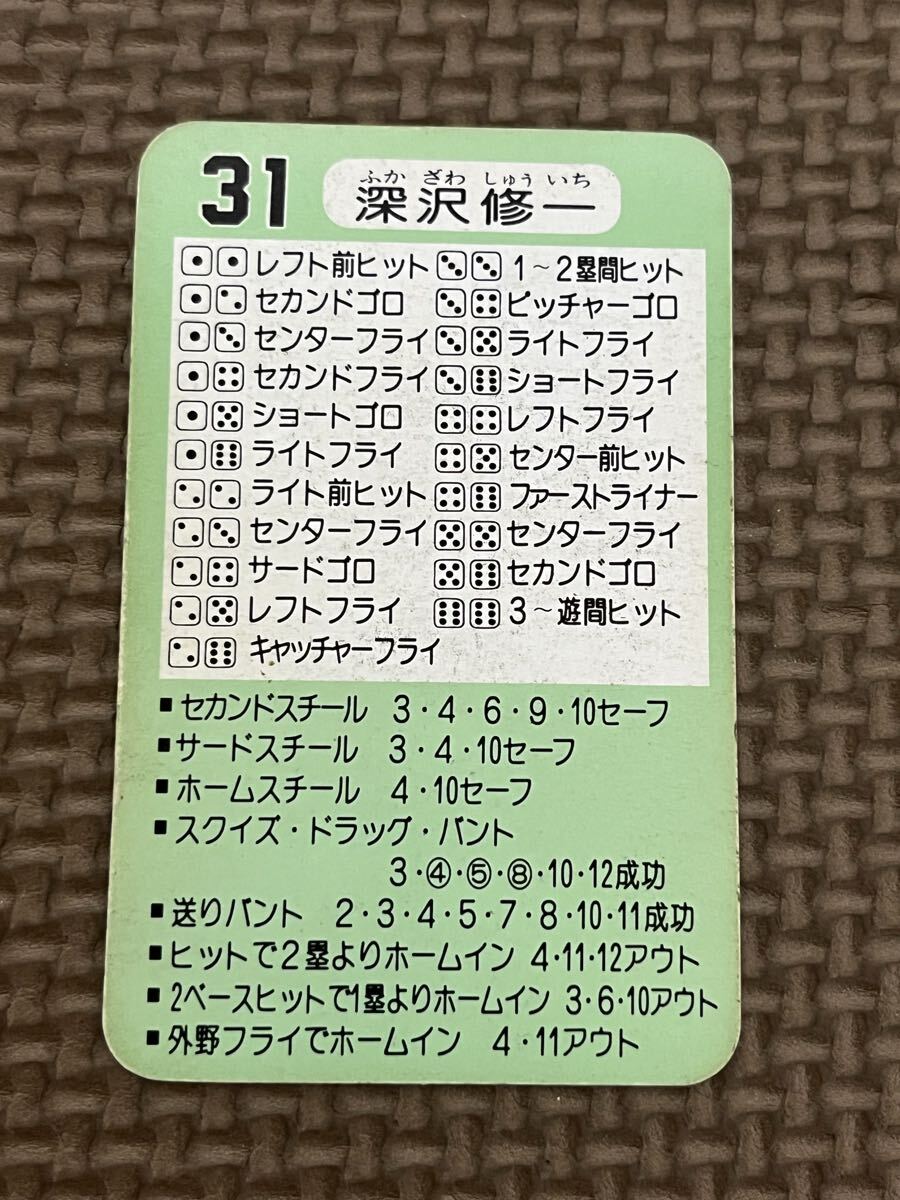 31 深沢修一
ふか ざわ しゅう いち
⚀⚀レフト前ヒット ⚂⚂1～2塁間ヒット
⚀⚁セカンドゴロ ⚂⚃ピッチャーゴロ
⚀⚂センターフライ ⚂⚄ライトフライ
⚀⚃セカンドフライ ⚂⚅ショートフライ
⚀⚄ショートゴロ ⚃⚃レフトフライ
⚀⚅ライトフライ ⚃⚄センター前ヒット
⚁⚁ライト前ヒット ⚃⚅ファーストライナー
⚁⚂センターフライ ⚄⚄センターフライ
⚁⚃サードゴロ ⚄⚅セカンドゴロ
⚁⚄レフトフライ ⚅⚅3～遊間ヒット
⚁⚅キャッチャーフライ
■セカンドスチール 3・4・6・9・10セーフ
■サードスチール 3・4・10セーフ
■ホームスチール 4・10セーフ
■スクイズ・ドラッグ・バント
3・④・⑤・⑧・10・12成功
■送りバント 2・3・4・5・7・8・10・11成功
■ヒットで2塁よりホームイン 4・11・12アウト
■2ベースヒットで1塁よりホームイン 3・6・10アウト
■外野フライでホームイン 4・11アウト